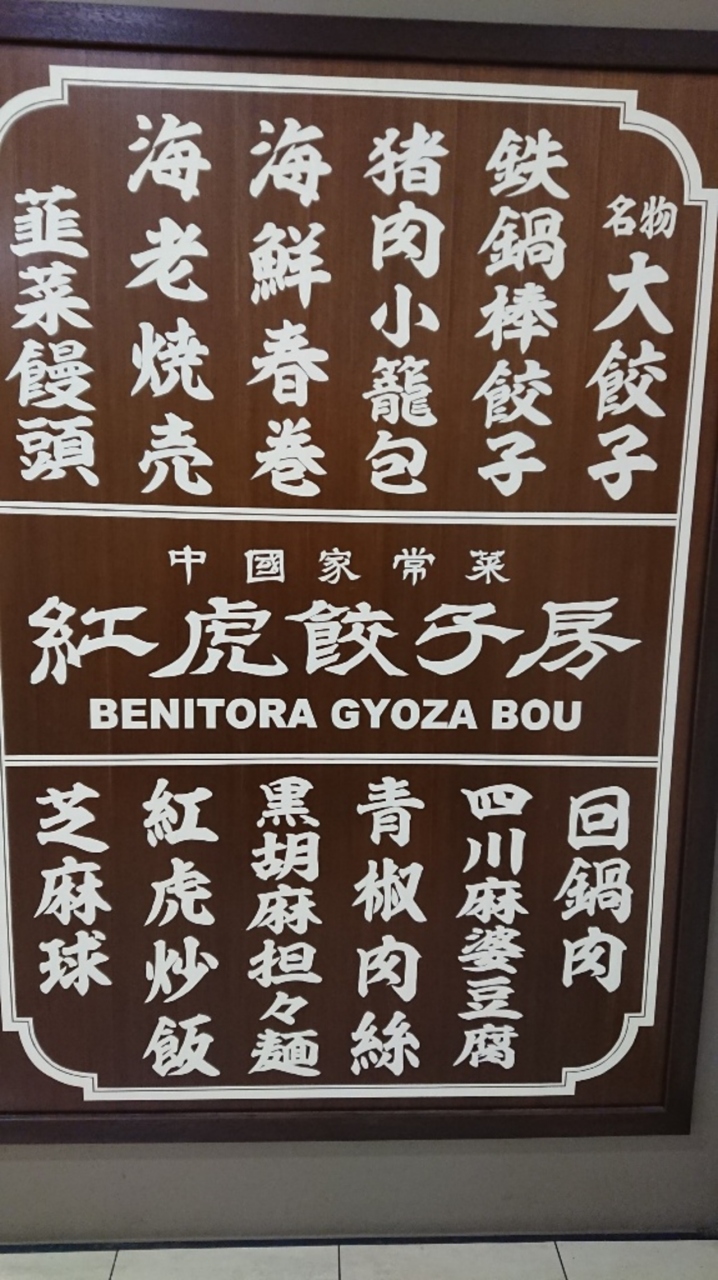 名物
大餃子
鉄鍋棒餃子
猪肉小籠包
海鮮春巻
海老焼売
韮菜饅頭
中國家常菜
紅虎餃子房
BENITORA GYOZA BOU
回鍋肉
四川麻婆豆腐
青椒肉絲
黒胡麻担々麺
紅虎炒飯
芝麻球